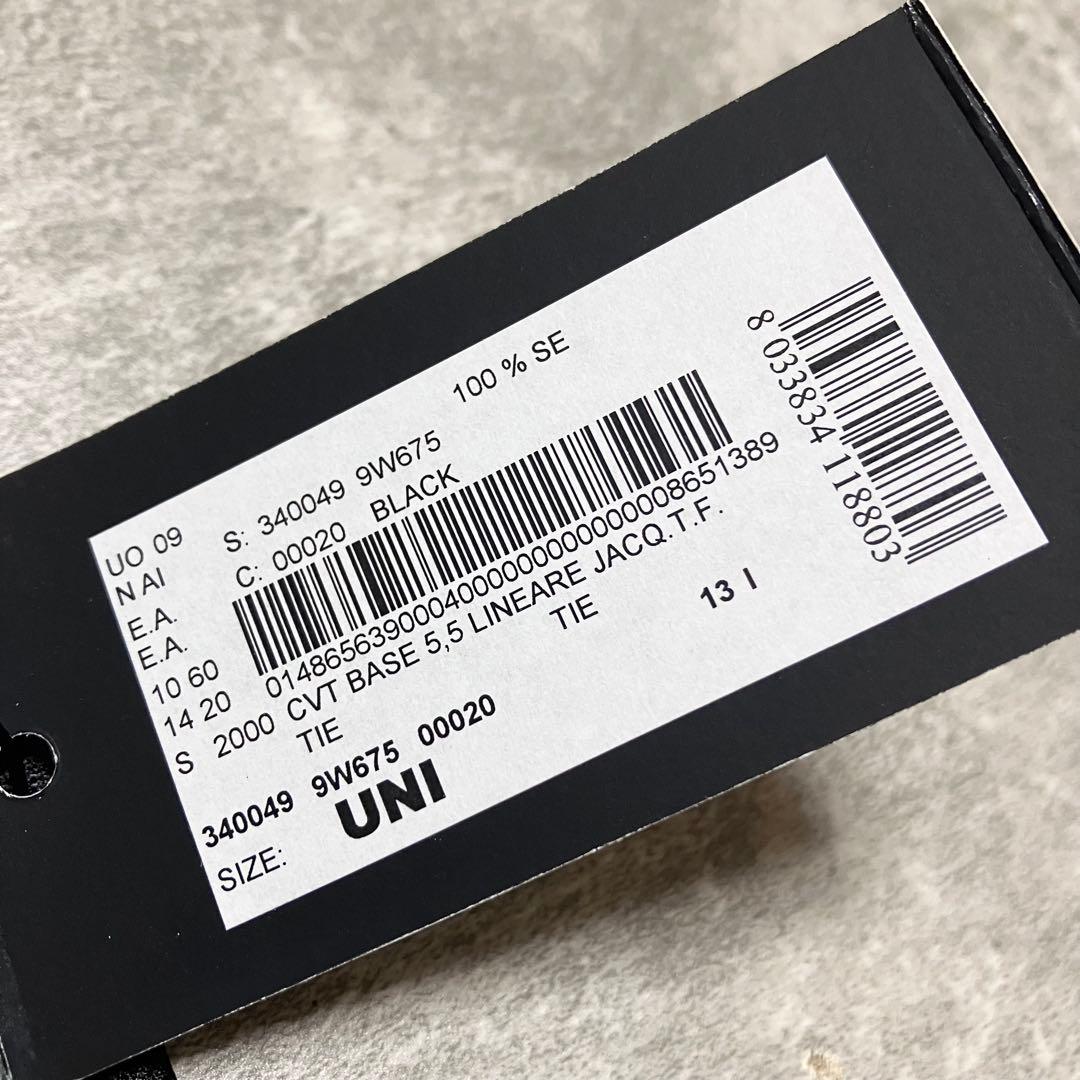 100 % SE
UO 09 S: 340049 9W675
N AI C: 00020 BLACK
E.A.
E.A.
10 60 01486563900040000000000000008651389
14 20 CVT BASE 5,5 LINEARE JACQ. T.F.
S 2000 TIE TIE 13 I
340049 9W675 00020
SIZE: UNI
8 033834 118803